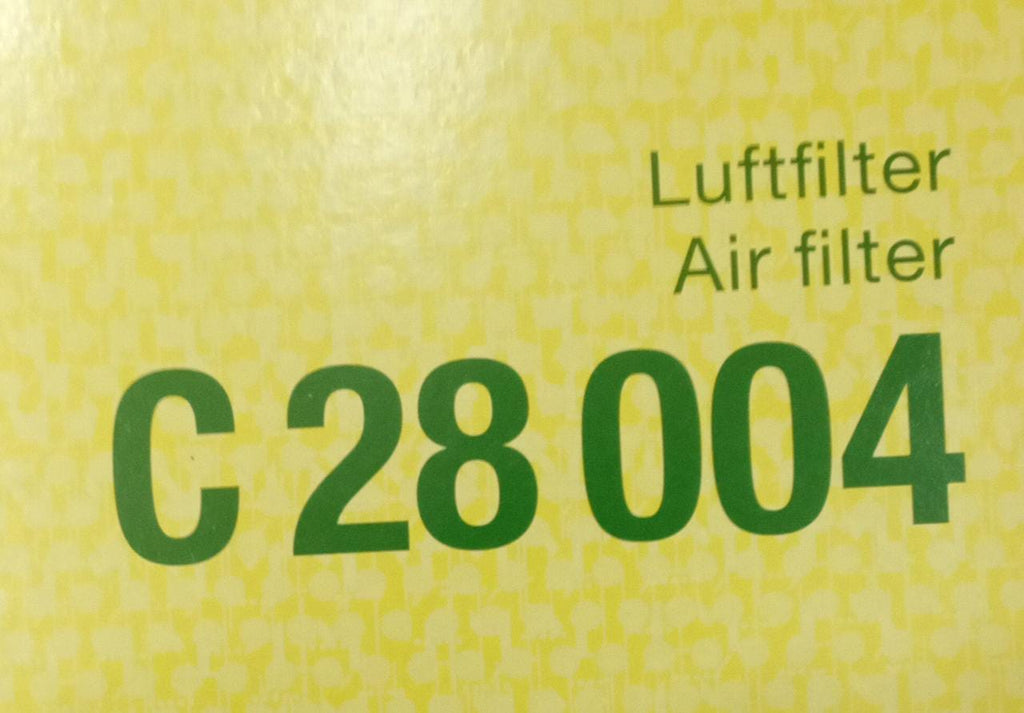 Luftfilter
Air filter
C 28 004